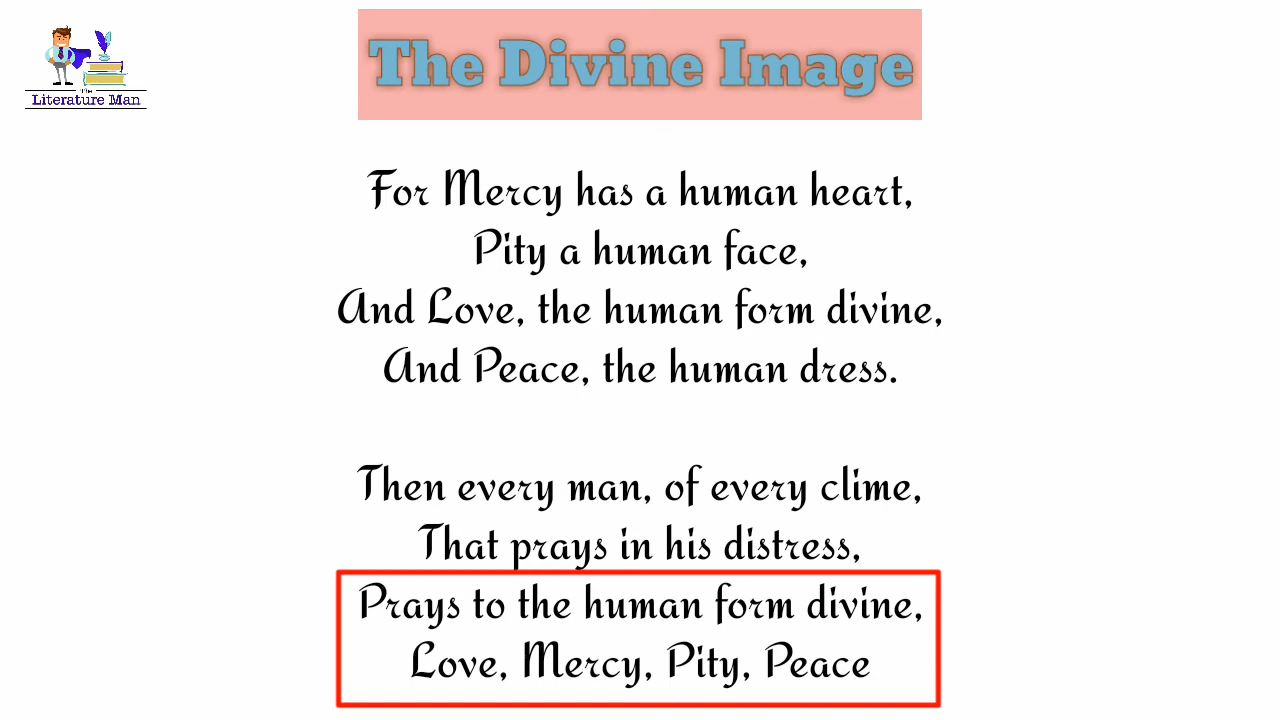 The
Literature Man
The Divine Image
For Mercy has a human heart,
Pity a human face,
And Love, the human form divine,
And Peace, the human dress.
Then every man, of every clime,
That prays in his distress,
Prays to the human form divine,
Love, Mercy, Pity, Peace